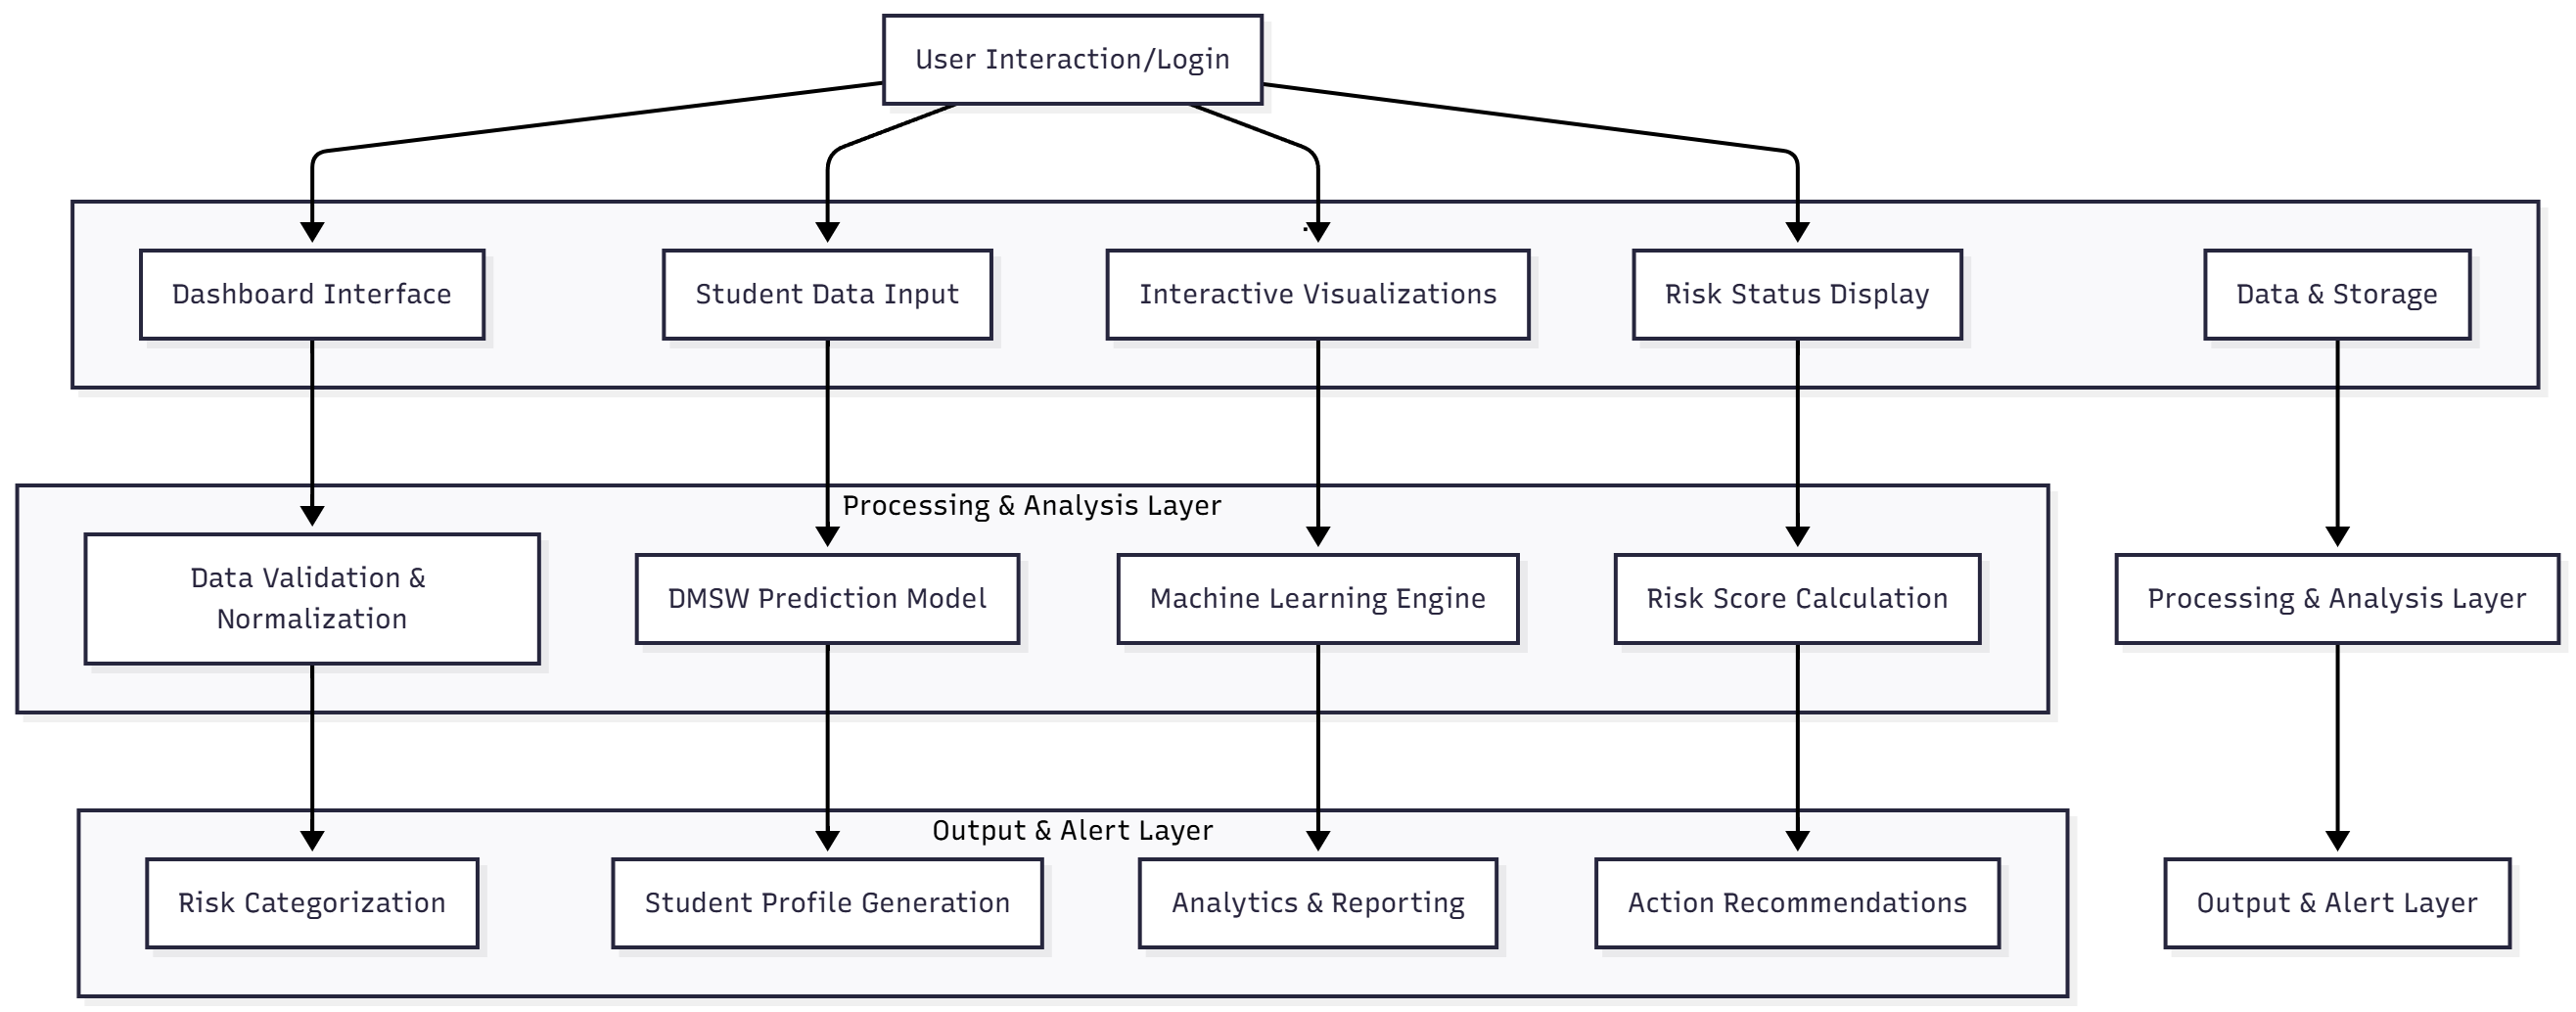 User Interaction/Login
Dashboard Interface
Student Data Input
Interactive Visualizations
Risk Status Display
Data & Storage
Processing & Analysis Layer
Data Validation &
Normalization
DMSW Prediction Model
Machine Learning Engine
Risk Score Calculation
Processing & Analysis Layer
Output & Alert Layer
Risk Categorization
Student Profile Generation
Analytics & Reporting
Action Recommendations
Output & Alert Layer